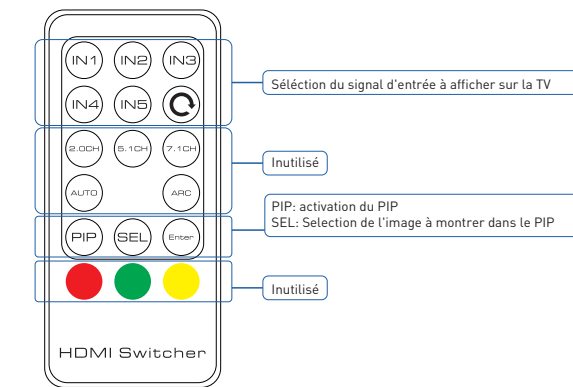 IN1 IN2 IN3
IN4 IN5
Séléction du signal d'entrée à afficher sur la TV
2.0CH 5.1CH 7.1CH
AUTO ARC
Inutilisé
PIP SEL Enter
PIP: activation du PIP
SEL: Selection de l'image à montrer dans le PIP
Inutilisé
HDMI Switcher